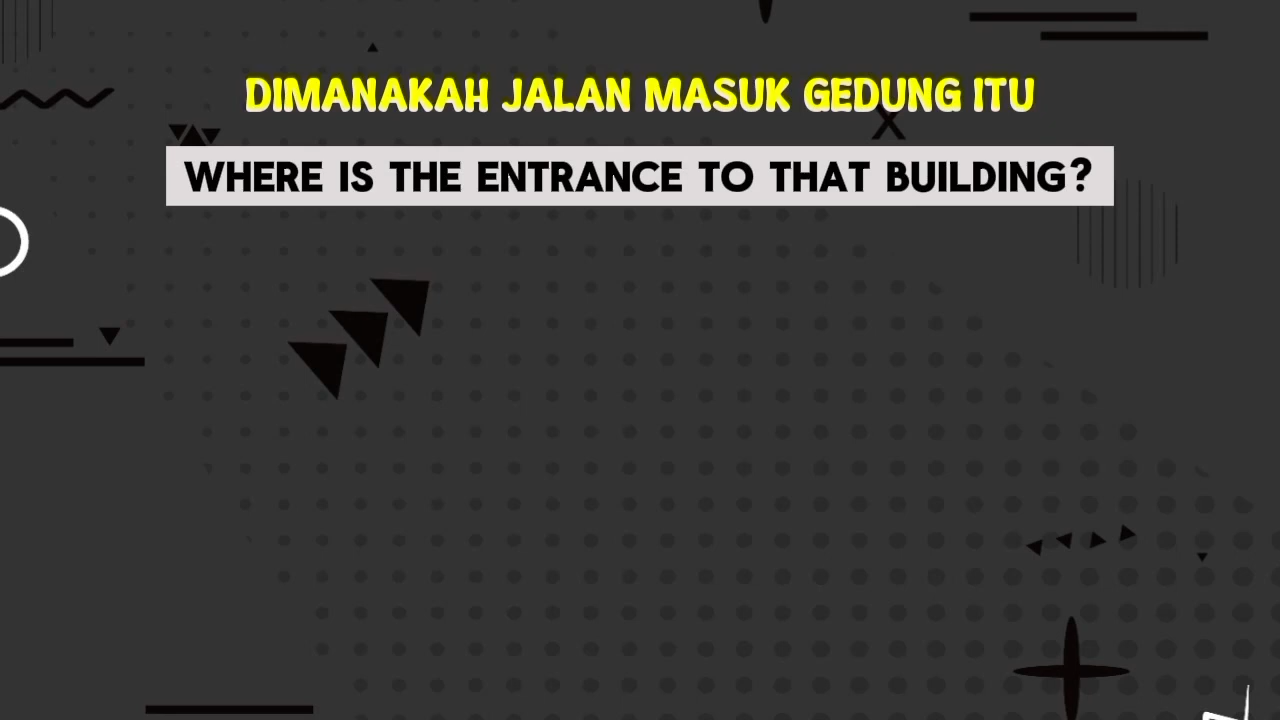 DIMANAKAH JALAN MASUK GEDUNG ITU
WHERE IS THE ENTRANCE TO THAT BUILDING?